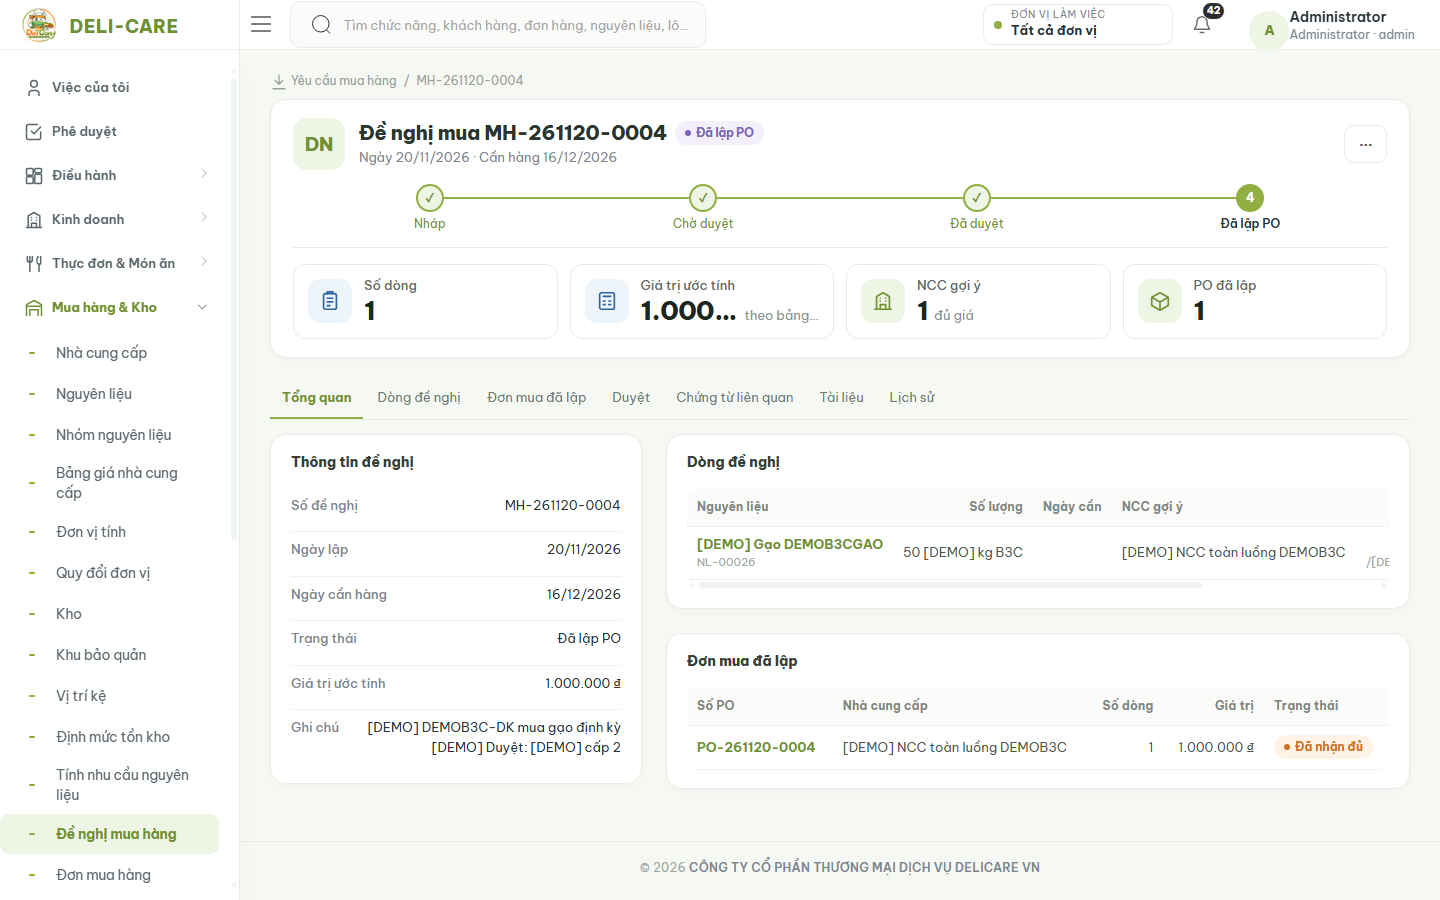 DELI-CARE
Tìm chức năng, khách hàng, đơn hàng, nguyên liệu, lô...
ĐƠN VỊ LÀM VIỆC
Tất cả đơn vị
42
A
Administrator
Administrator · admin
Việc của tôi
Phê duyệt
Điều hành
Kinh doanh
Thực đơn & Món ăn
Mua hàng & Kho
Nhà cung cấp
Nguyên liệu
Nhóm nguyên liệu
Bảng giá nhà cung
cấp
Đơn vị tính
Quy đổi đơn vị
Kho
Khu bảo quản
Vị trí kệ
Định mức tồn kho
Tính nhu cầu nguyên
liệu
Đề nghị mua hàng
Đơn mua hàng
Yêu cầu mua hàng / MH-261120-0004
DN
Đề nghị mua MH-261120-0004
Đã lập PO
Ngày 20/11/2026 · Cần hàng 16/12/2026
...
✓ ✓ ✓ 4
Nháp Chờ duyệt Đã duyệt Đã lập PO
Số dòng
1
Giá trị ước tính
1.000... theo bảng...
NCC gợi ý
1 đủ giá
PO đã lập
1
Tổng quan Dòng đề nghị Đơn mua đã lập Duyệt Chứng từ liên quan Tài liệu Lịch sử
Thông tin đề nghị
Số đề nghị MH-261120-0004
Ngày lập 20/11/2026
Ngày cần hàng 16/12/2026
Trạng thái Đã lập PO
Giá trị ước tính 1.000.000 ₫
Ghi chú [DEMO] DEMOB3C-DK mua gạo định kỳ
[DEMO] Duyệt: [DEMO] cấp 2
Dòng đề nghị
Nguyên liệu Số lượng Ngày cần NCC gợi ý
[DEMO] Gạo DEMOB3CGAO 50 [DEMO] kg B3C [DEMO] NCC toàn luồng DEMOB3C
NL-00026 /[DE
Đơn mua đã lập
Số PO Nhà cung cấp Số dòng Giá trị Trạng thái
PO-261120-0004 [DEMO] NCC toàn luồng DEMOB3C 1 1.000.000 ₫ Đã nhận đủ
© 2026 CÔNG TY CỔ PHẦN THƯƠNG MẠI DỊCH VỤ DELICARE VN